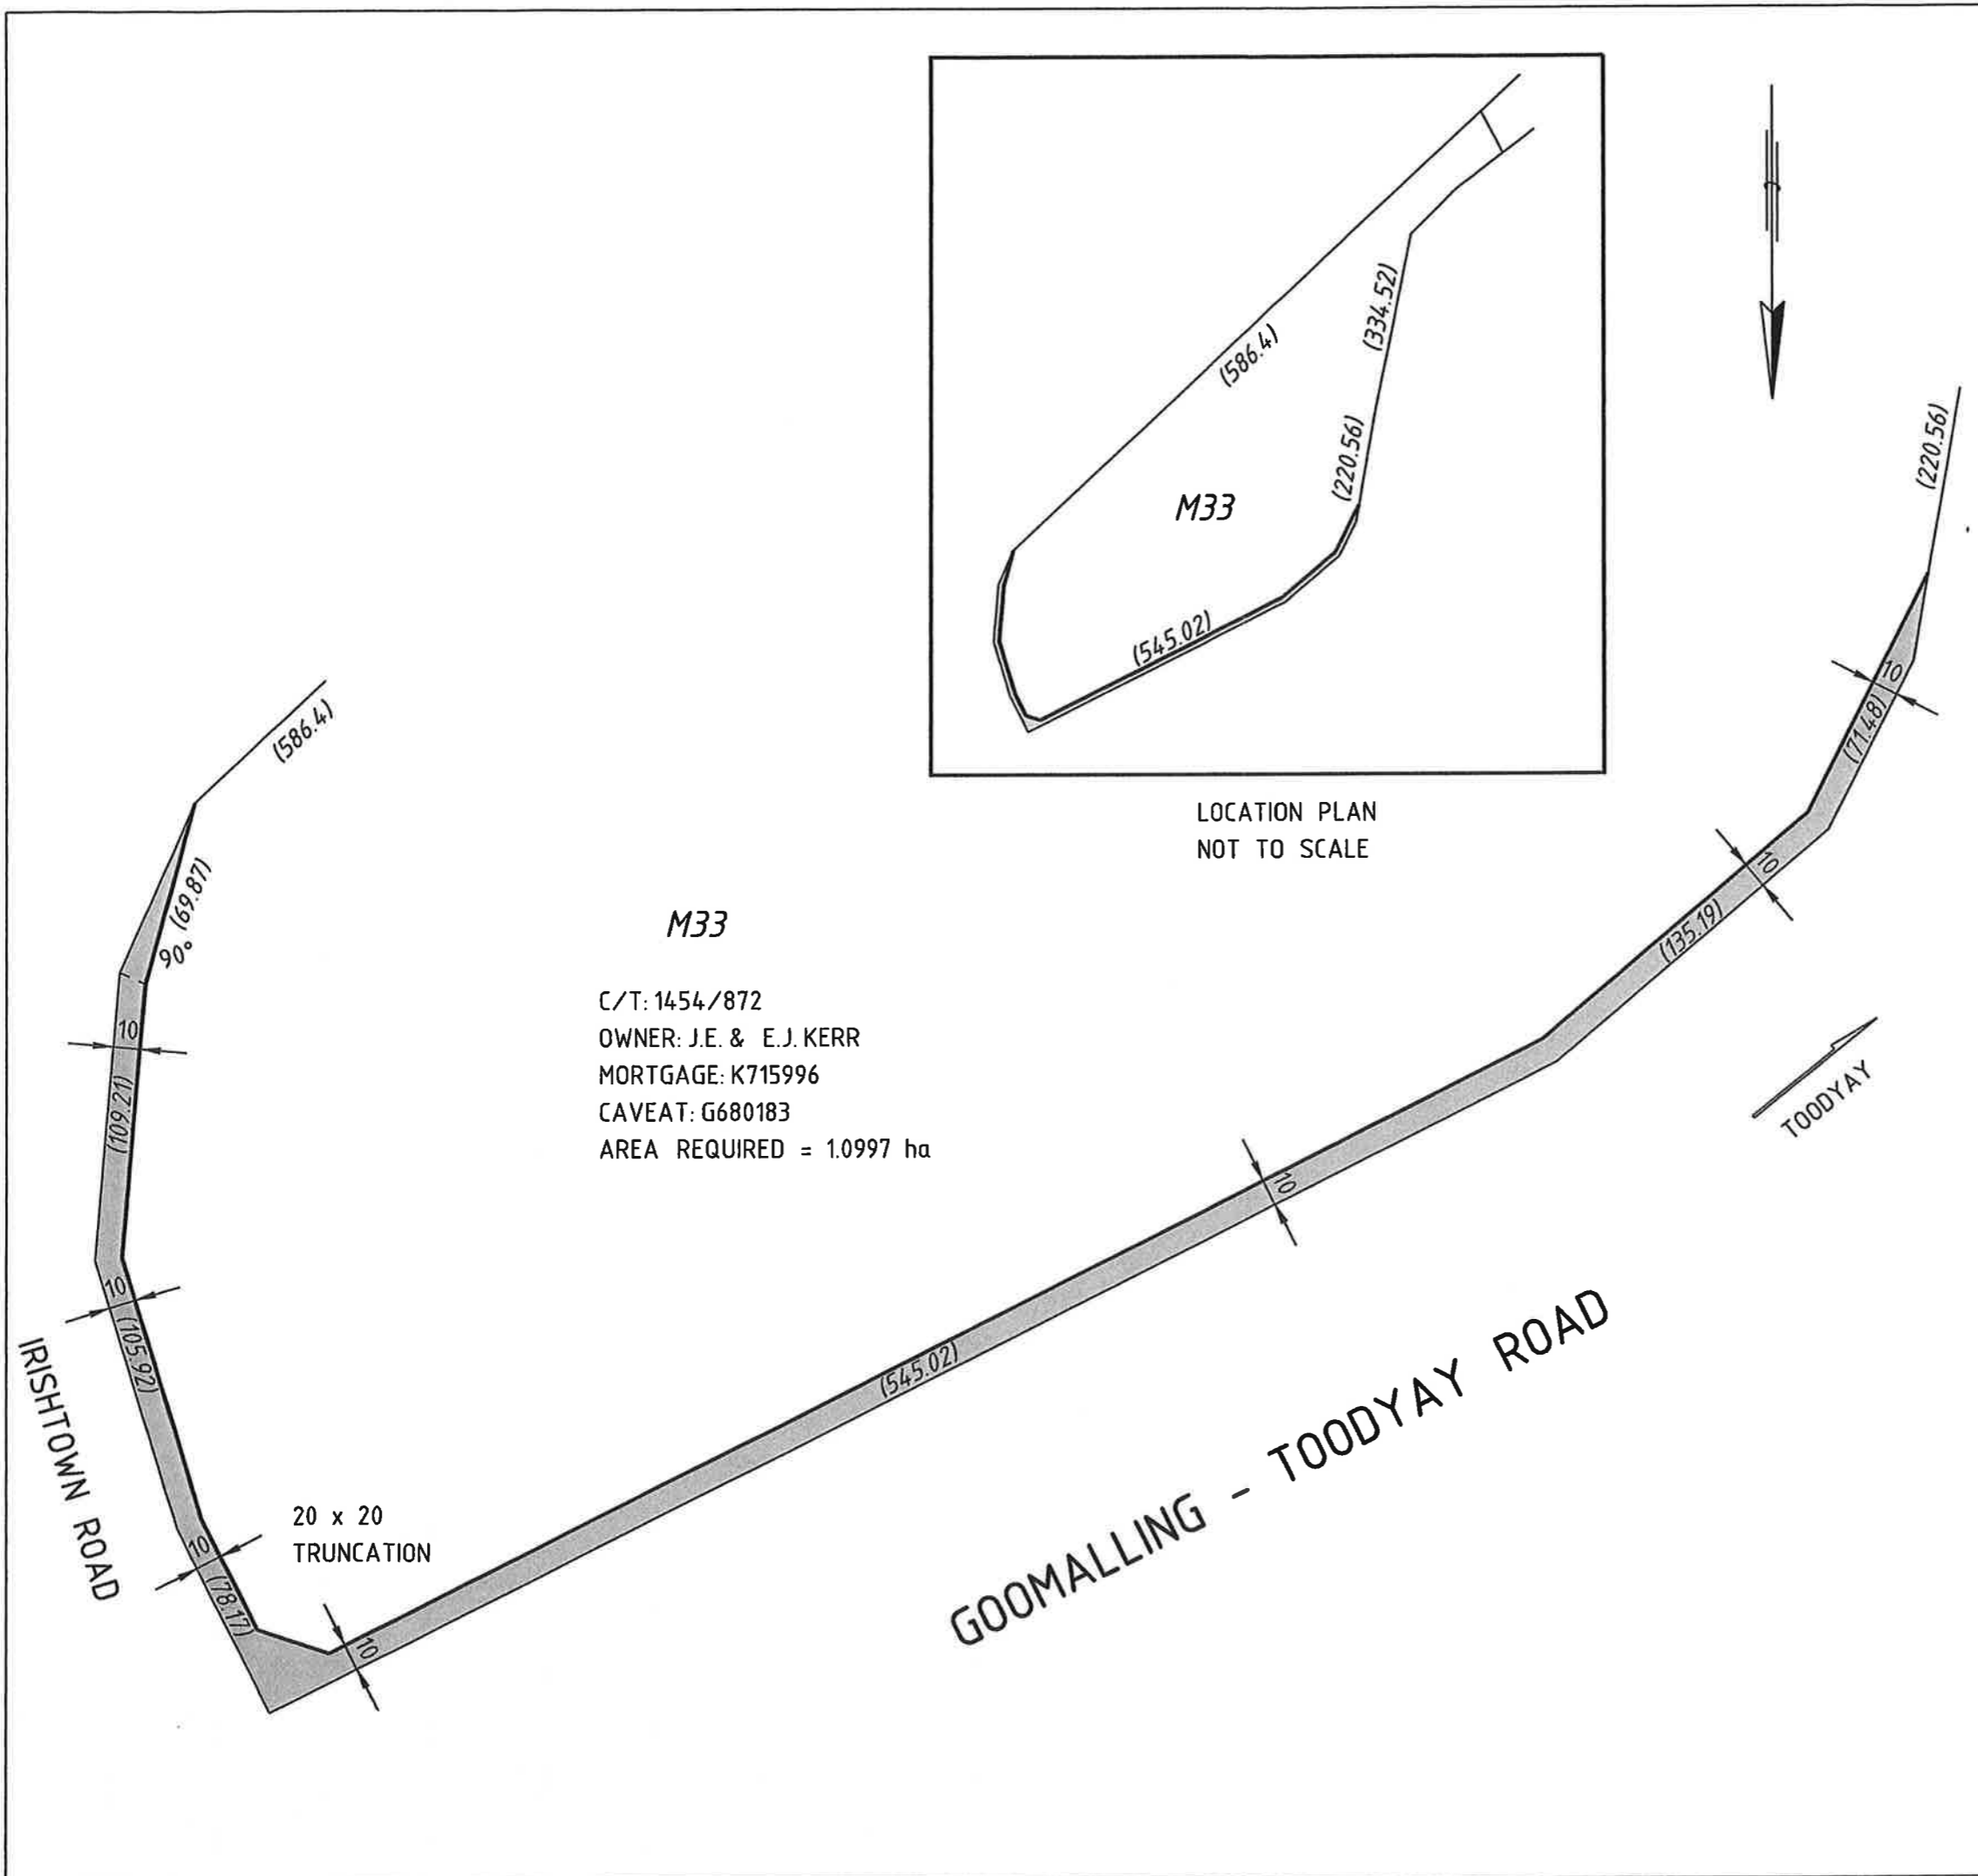 (586.4)
(334.52)
(220.56)
M33
(545.02)
LOCATION PLAN
NOT TO SCALE
(220.56)
(586.4)
(69.87)
90°
10
(109.21)
10
(105.92)
IRISHTOWN ROAD
10
(78.17)
20 x 20
TRUNCATION
M33
C/T: 1454/872
OWNER: J.E. & E.J. KERR
MORTGAGE: K715996
CAVEAT: G680183
AREA REQUIRED = 1.0997 ha
10
(545.02)
10
(135.19)
10
(71.48)
10
TOODYAY
GOOMALLING - TOODYAY ROAD